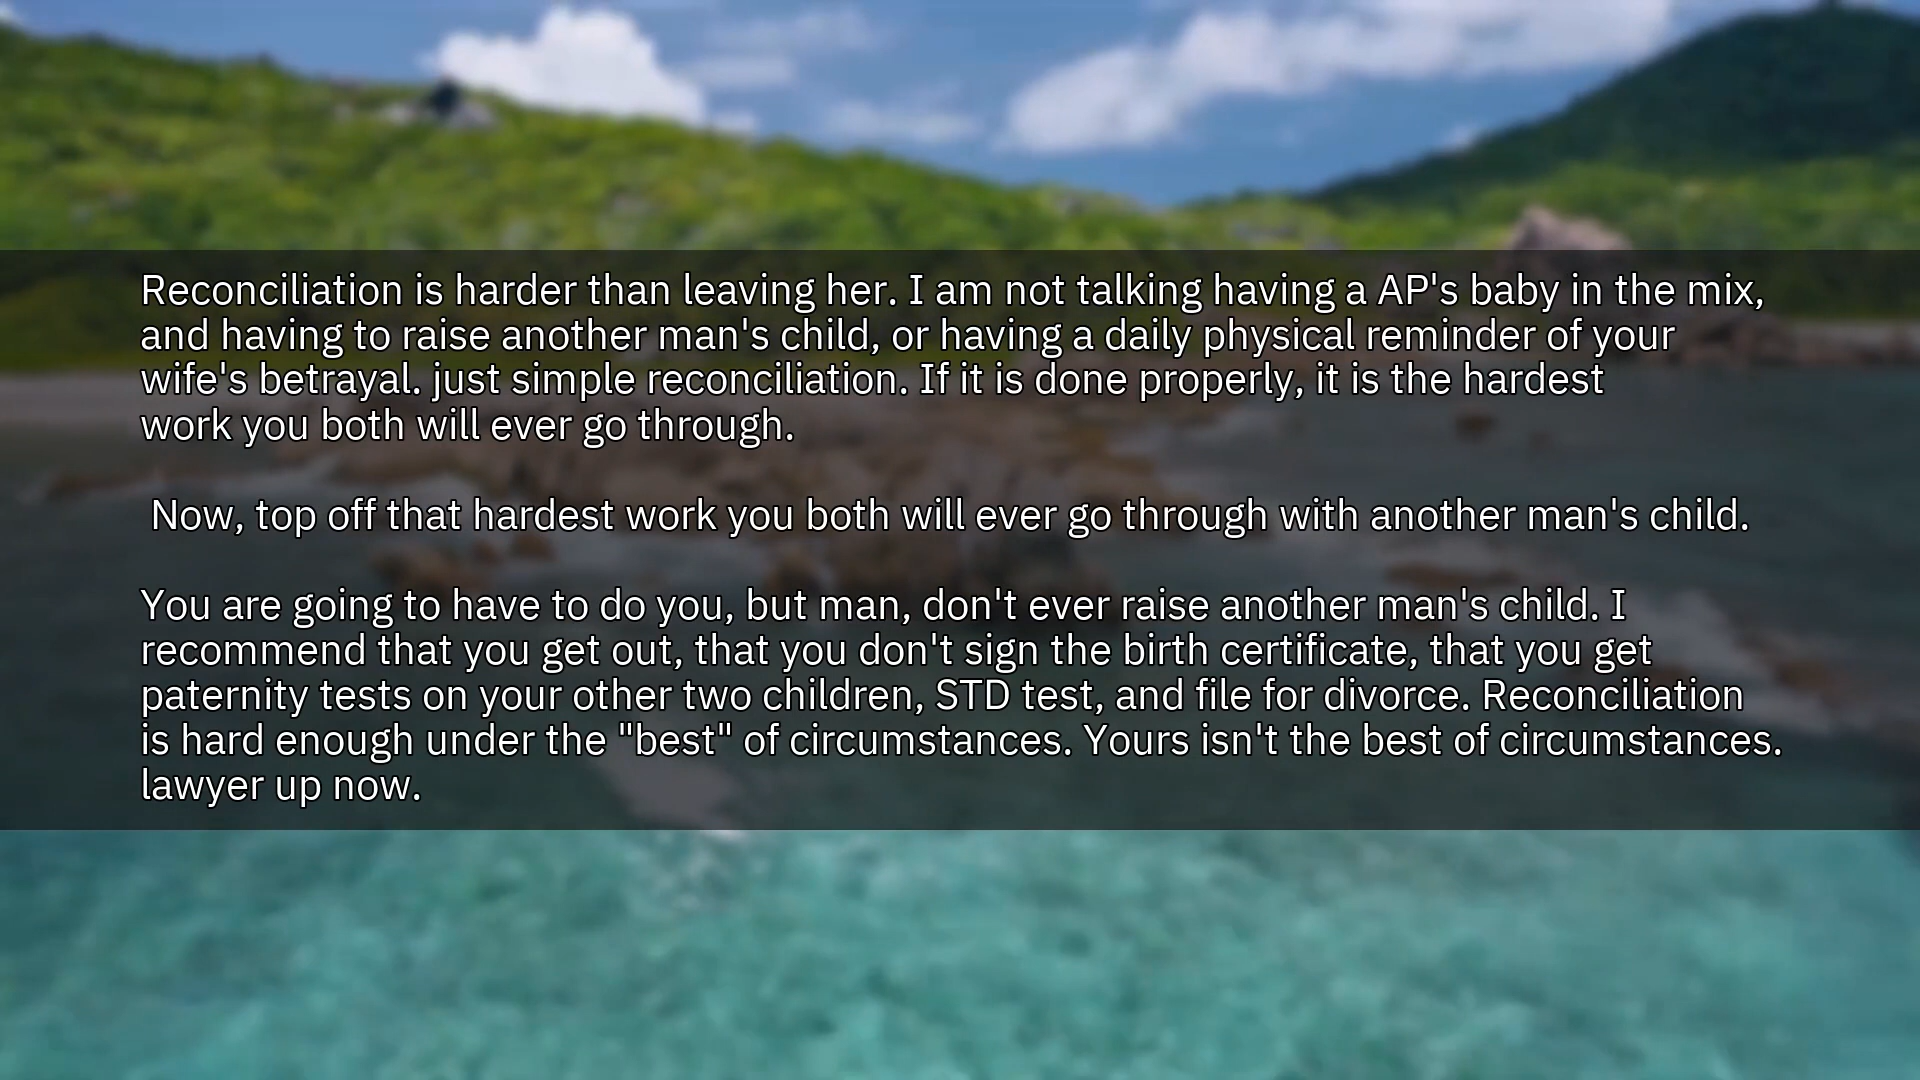 Reconciliation is harder than leaving her. I am not talking having a AP's baby in the mix,
and having to raise another man's child, or having a daily physical reminder of your
wife's betrayal. just simple reconciliation. If it is done properly, it is the hardest
work you both will ever go through.
Now, top off that hardest work you both will ever go through with another man's child.
You are going to have to do you, but man, don't ever raise another man's child. I
recommend that you get out, that you don't sign the birth certificate, that you get
paternity tests on your other two children, STD test, and file for divorce. Reconciliation
is hard enough under the "best" of circumstances. Yours isn't the best of circumstances.
lawyer up now.